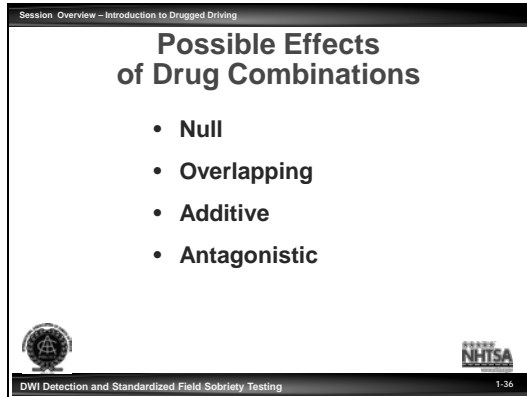 Session Overview – Introduction to Drugged Driving
Possible Effects
of Drug Combinations
• Null
• Overlapping
• Additive
• Antagonistic
NHTSA
DWI Detection and Standardized Field Sobriety Testing
1-36